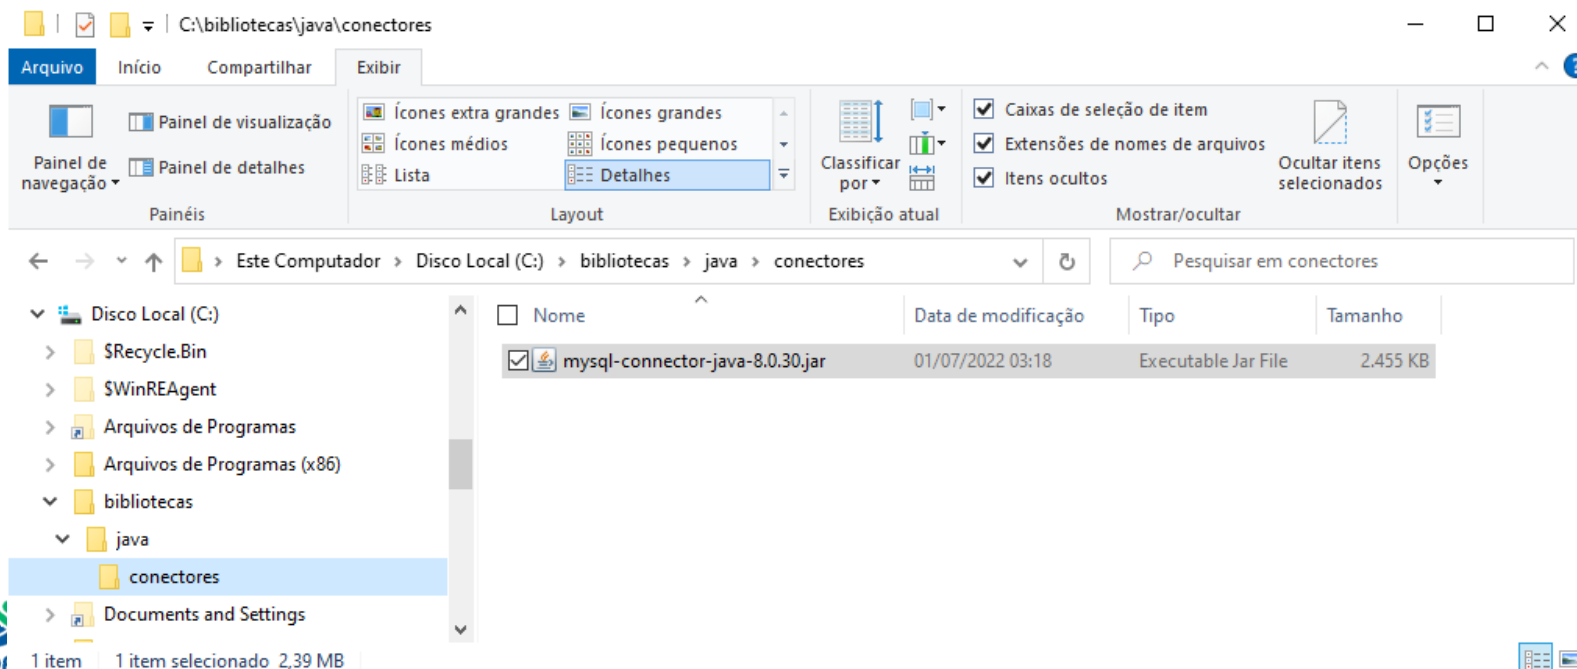 C:\bibliotecas\java\conectores
Arquivo Início Compartilhar Exibir
Painel de navegação
Painel de visualização
Painel de detalhes
Painéis
Ícones extra grandes Ícones grandes
Ícones médios Ícones pequenos
Lista Detalhes
Layout
Classificar por
Exibição atual
Caixas de seleção de item
Extensões de nomes de arquivos
Itens ocultos
Ocultar itens selecionados
Mostrar/ocultar
Opções
Este Computador > Disco Local (C:) > bibliotecas > java > conectores
Pesquisar em conectores
Disco Local (C:)
$Recycle.Bin
$WinREAgent
Arquivos de Programas
Arquivos de Programas (x86)
bibliotecas
java
conectores
Documents and Settings
Nome Data de modificação Tipo Tamanho
mysql-connector-java-8.0.30.jar 01/07/2022 03:18 Executable Jar File 2.455 KB
1 item 1 item selecionado 2,39 MB